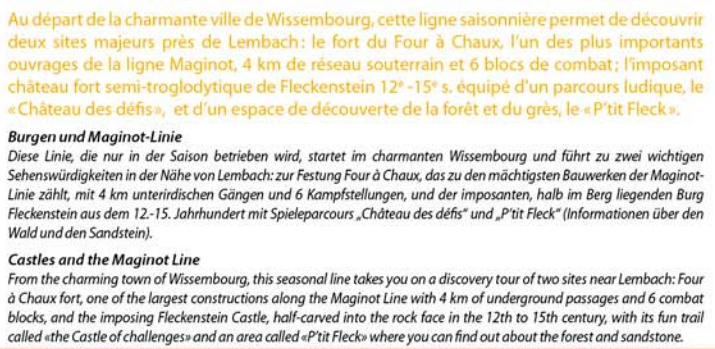 Au départ de la charmante ville de Wissembourg, cette ligne saisonnière permet de découvrir
deux sites majeurs près de Lembach : le fort du Four à Chaux, l'un des plus importants
ouvrages de la ligne Maginot, 4 km de réseau souterrain et 6 blocs de combat ; l'imposant
château fort semi-troglodytique de Fleckenstein 12e -15e s. équipé d'un parcours ludique, le
«Château des défis», et d'un espace de découverte de la forêt et du grès, le «P'tit Fleck».
Burgen und Maginot-Linie
Diese Linie, die nur in der Saison betrieben wird, startet im charmanten Wissembourg und führt zu zwei wichtigen
Sehenswürdigkeiten in der Nähe von Lembach: zur Festung Four à Chaux, das zu den mächtigsten Bauwerken der Maginot-
Linie zählt, mit 4 km unterirdischen Gängen und 6 Kampfstellungen, und der imposanten, halb im Berg liegenden Burg
Fleckenstein aus dem 12.-15. Jahrhundert mit Spieleparcours „Château des défis" und „P'tit Fleck" (Informationen über den
Wald und den Sandstein).
Castles and the Maginot Line
From the charming town of Wissembourg, this seasonal line takes you on a discovery tour of two sites near Lembach: Four
à Chaux fort, one of the largest constructions along the Maginot Line with 4 km of underground passages and 6 combat
blocks, and the imposing Fleckenstein Castle, half-carved into the rock face in the 12th to 15th century, with its fun trail
called «the Castle of challenges» and an area called «P'tit Fleck» where you can find out about the forest and sandstone.